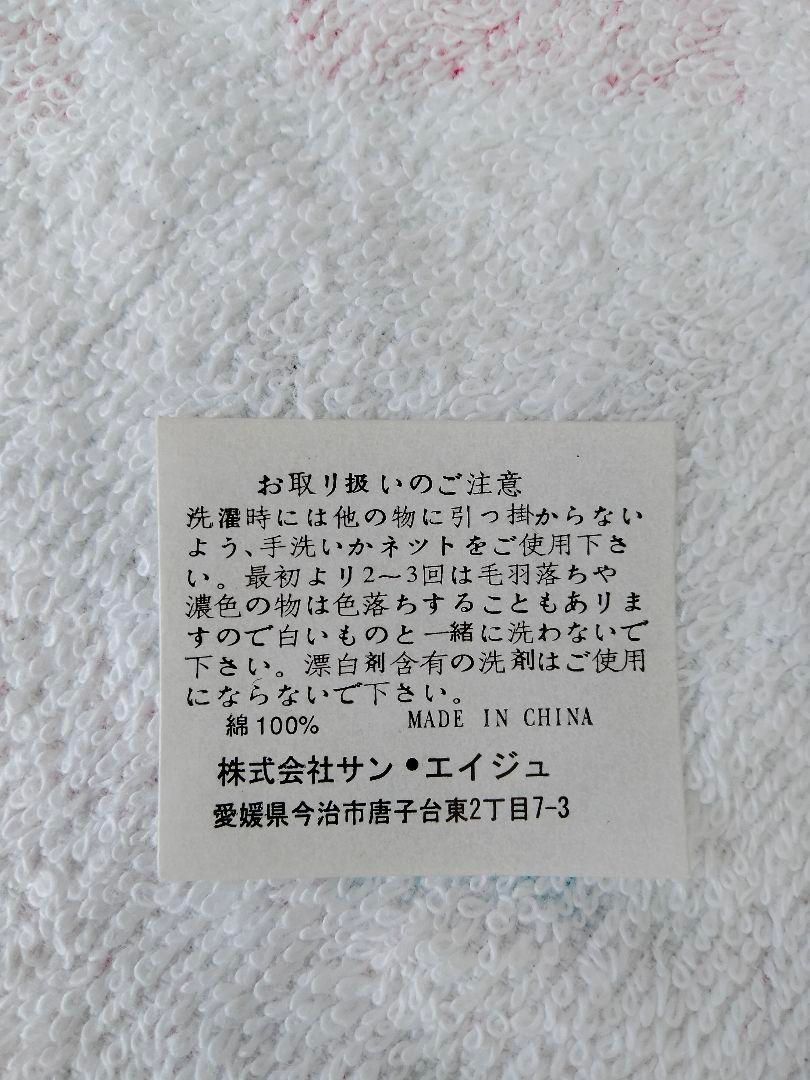 お取り扱いのご注意
洗濯時には他の物に引っ掛からない
よう、手洗いかネットをご使用下さ
い。最初より2〜3回は毛羽落ちや
濃色の物は色落ちすることもありま
すので白いものと一緒に洗わないで
下さい。漂白剤含有の洗剤はご使用
にならないで下さい。
綿100% MADE IN CHINA
株式会社サン・エイジュ
愛媛県今治市唐子台東2丁目7-3